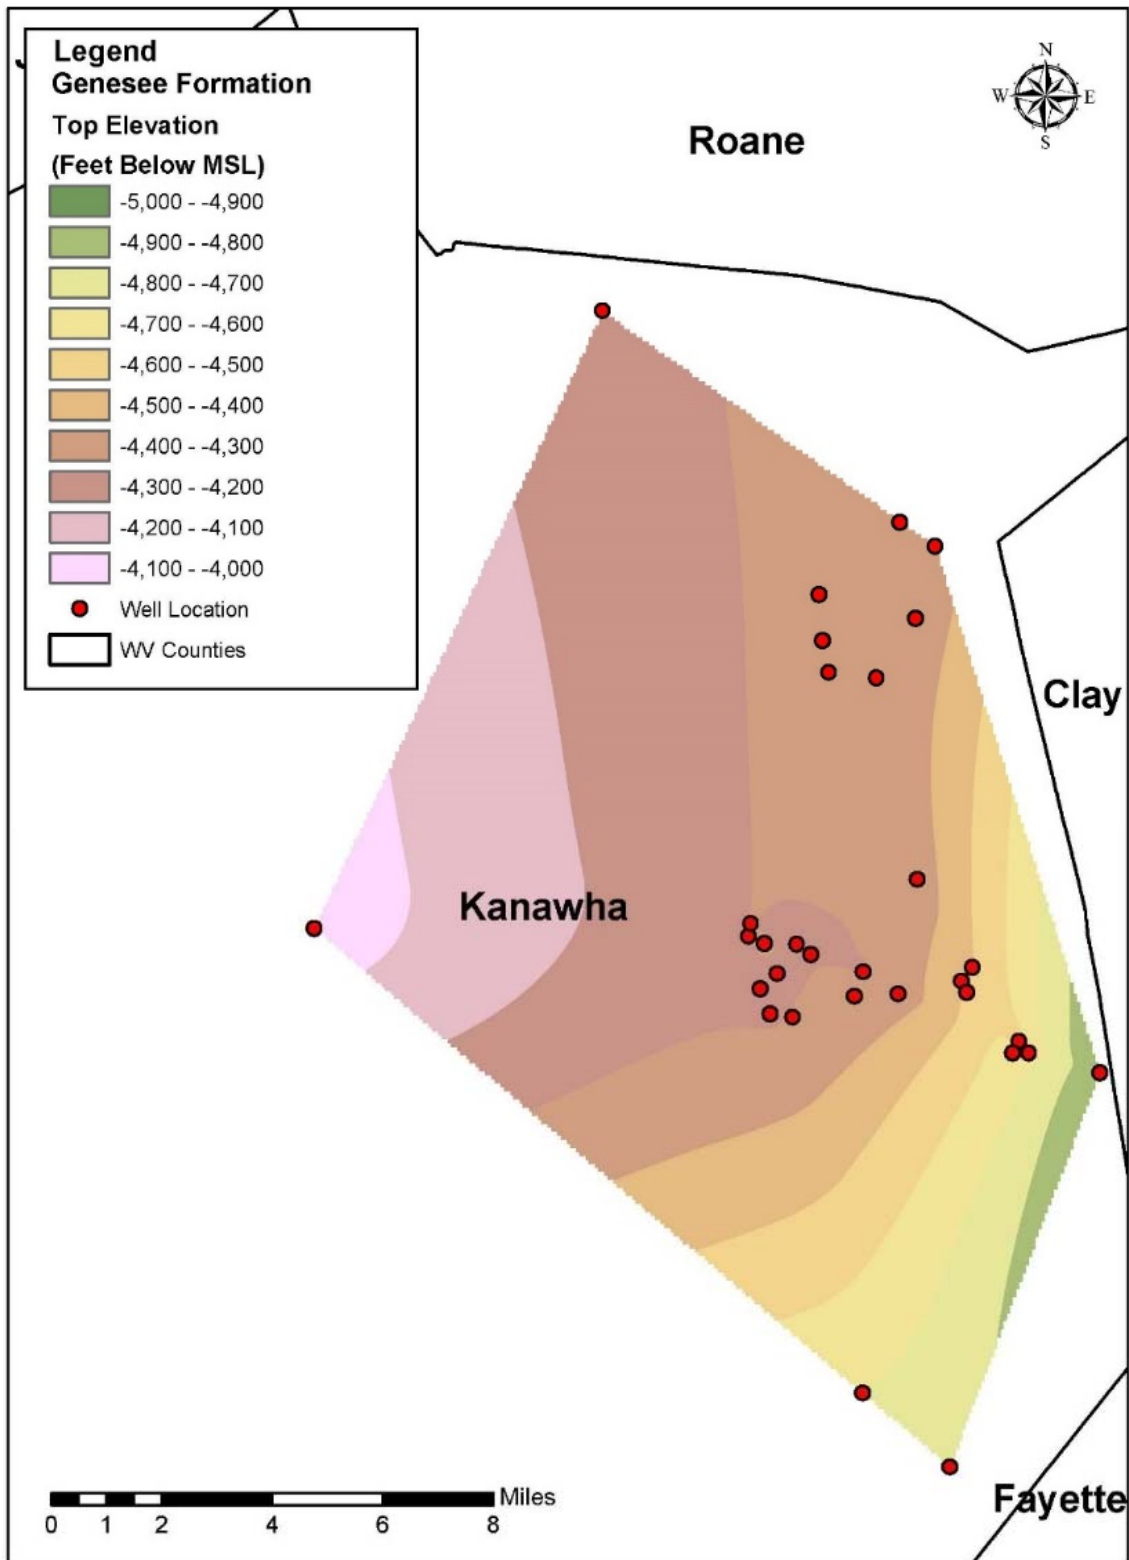 Legend
Genesee Formation
Top Elevation
(Feet Below MSL)
-5,000 - -4,900
-4,900 - -4,800
-4,800 - -4,700
-4,700 - -4,600
-4,600 - -4,500
-4,500 - -4,400
-4,400 - -4,300
-4,300 - -4,200
-4,200 - -4,100
-4,100 - -4,000
Well Location
WV Counties
N
W E
S
Roane
Clay
Kanawha
Fayette
Miles
0 1 2 4 6 8